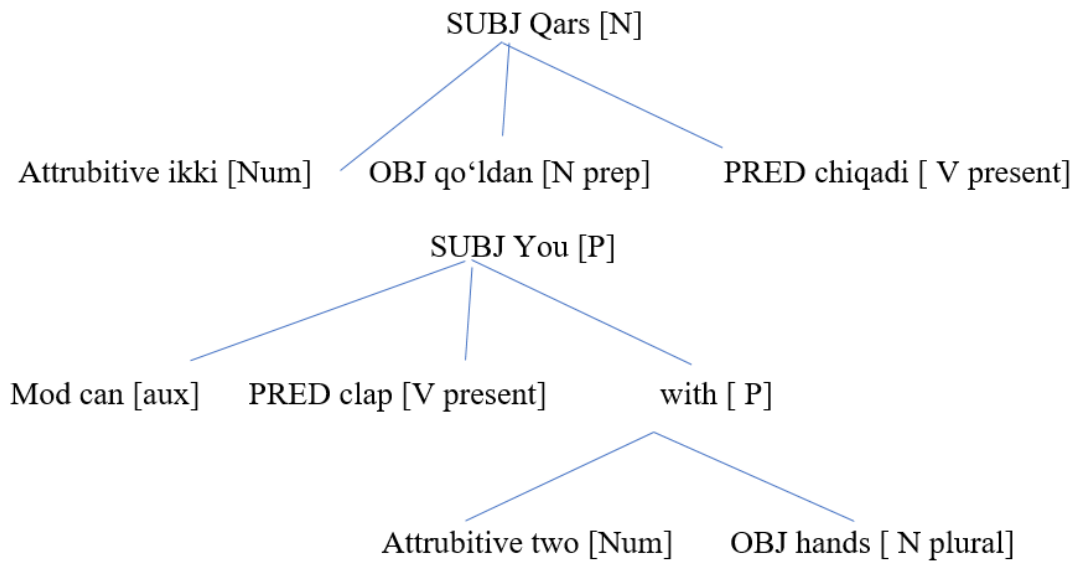 SUBJ Qars [N]
Attrubitive ikki [Num] OBJ qo‘ldan [N prep] PRED chiqadi [ V present]
SUBJ You [P]
Mod can [aux] PRED clap [V present] with [ P]
Attrubitive two [Num] OBJ hands [ N plural]